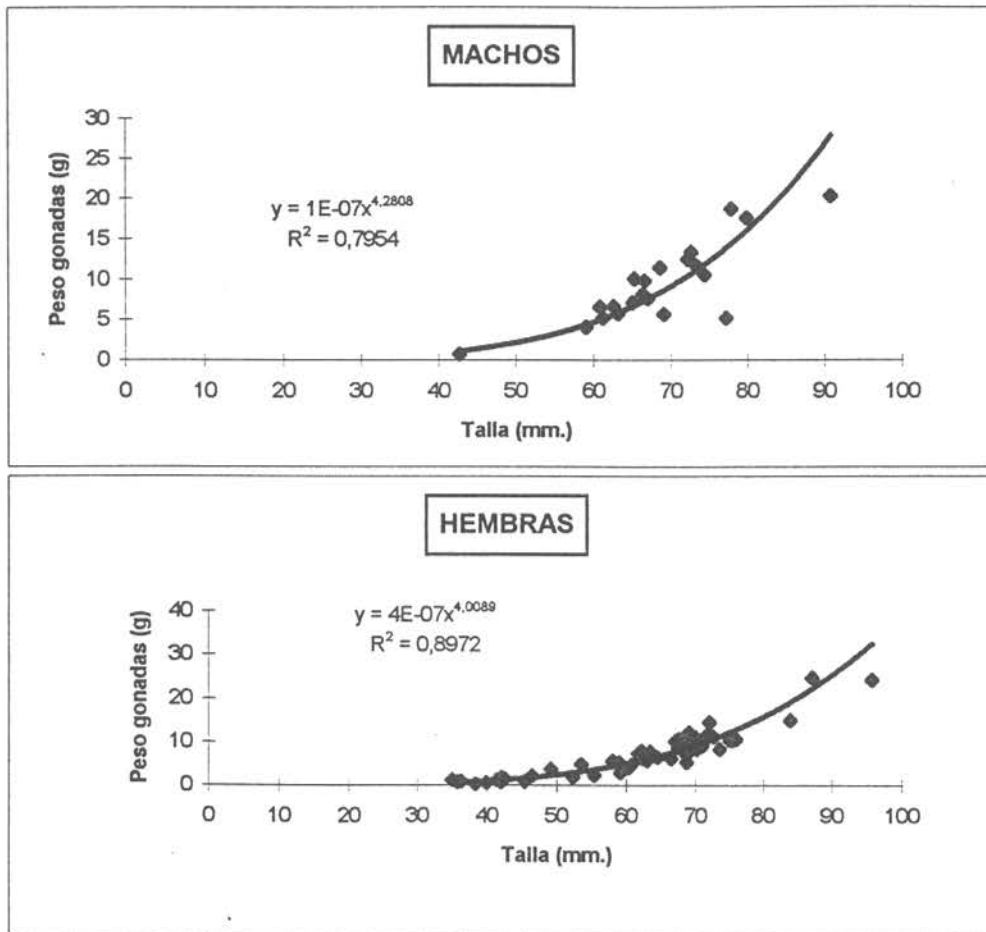 MACHOS
Peso gonadas (g)
30
25
20
15
10
5
0
y = 1E-07x^4,2808
R² = 0,7954
0 10 20 30 40 50 60 70 80 90 100
Talla (mm.)
HEMBRAS
Peso gonadas (g)
40
30
20
10
0
y = 4E-07x^4,0089
R² = 0,8972
0 10 20 30 40 50 60 70 80 90 100
Talla (mm.)